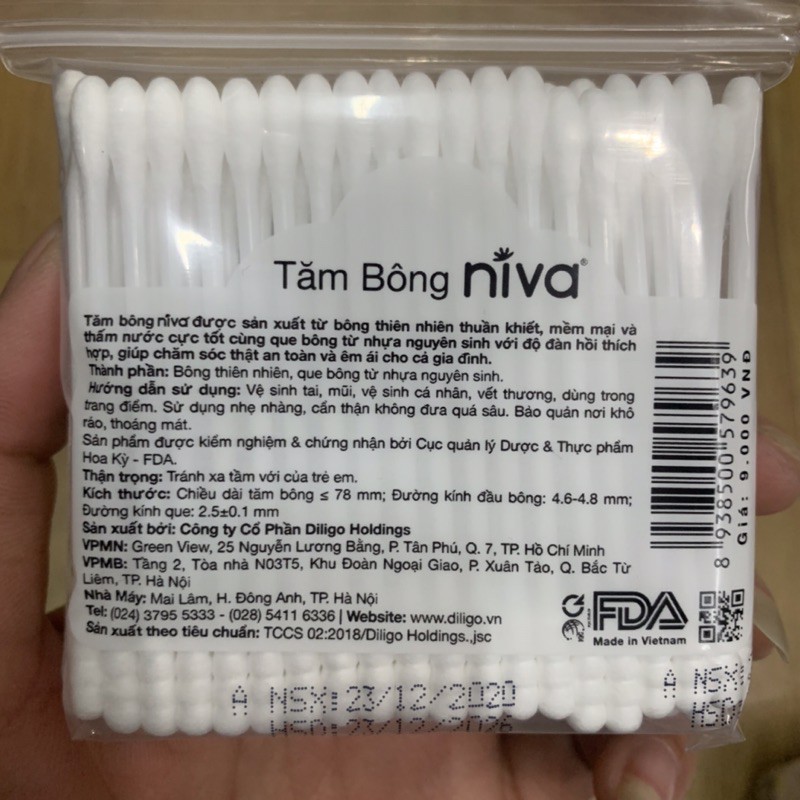 Tăm Bông niva®
Tăm bông niva được sản xuất từ bông thiên nhiên thuần khiết, mềm mại và
thấm nước cực tốt cùng que bông từ nhựa nguyên sinh với độ đàn hồi thích
hợp, giúp chăm sóc thật an toàn và êm ái cho cả gia đình.
Thành phần: Bông thiên nhiên, que bông từ nhựa nguyên sinh.
Hướng dẫn sử dụng: Vệ sinh tai, mũi, vệ sinh cá nhân, vết thương, dùng trong
trang điểm. Sử dụng nhẹ nhàng, cẩn thận không đưa quá sâu. Bảo quản nơi khô
ráo, thoáng mát.
Sản phẩm được kiểm nghiệm & chứng nhận bởi Cục quản lý Dược & Thực phẩm
Hoa Kỳ - FDA.
Thận trọng: Tránh xa tầm với của trẻ em.
Kích thước: Chiều dài tăm bông ≤ 78 mm; Đường kính đầu bông: 4.6-4.8 mm;
Đường kính que: 2.5±0.1 mm
Sản xuất bởi: Công ty Cổ Phần Diligo Holdings
VPMN: Green View, 25 Nguyễn Lương Bằng, P. Tân Phú, Q. 7, TP. Hồ Chí Minh
VPMB: Tầng 2, Tòa nhà N03T5, Khu Đoàn Ngoại Giao, P. Xuân Tảo, Q. Bắc Từ
Liêm, TP. Hà Nội
Nhà Máy: Mai Lâm, H. Đông Anh, TP. Hà Nội
Tel: (024) 3795 5333 - (028) 5411 6336 | Website: www.diligo.vn
Sản xuất theo tiêu chuẩn: TCCS 02:2018/Diligo Holdings.,jsc
8 938500 579639
Giá: 9.000 VNĐ
FDA
Made in Vietnam
A NSX:23/12/2020
HSD:23/12/2026
A NSX:
HSD: